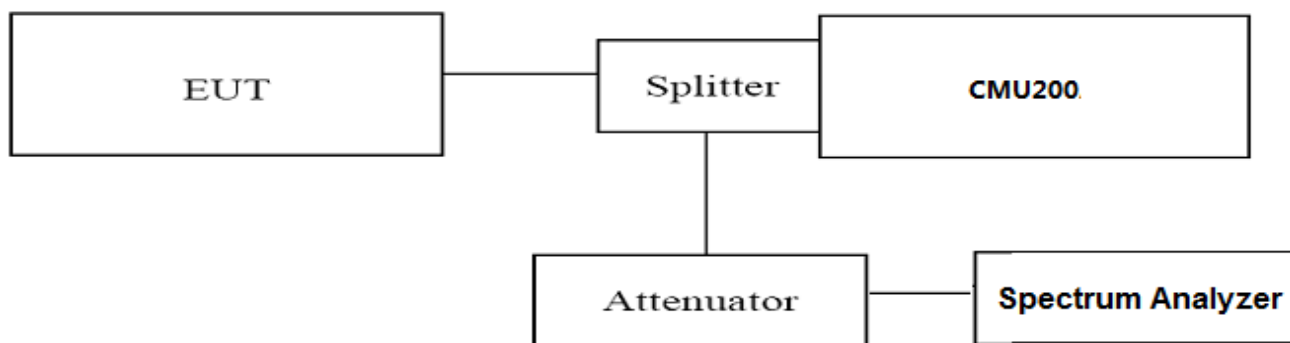 EUT
Splitter
CMU200
Attenuator
Spectrum Analyzer